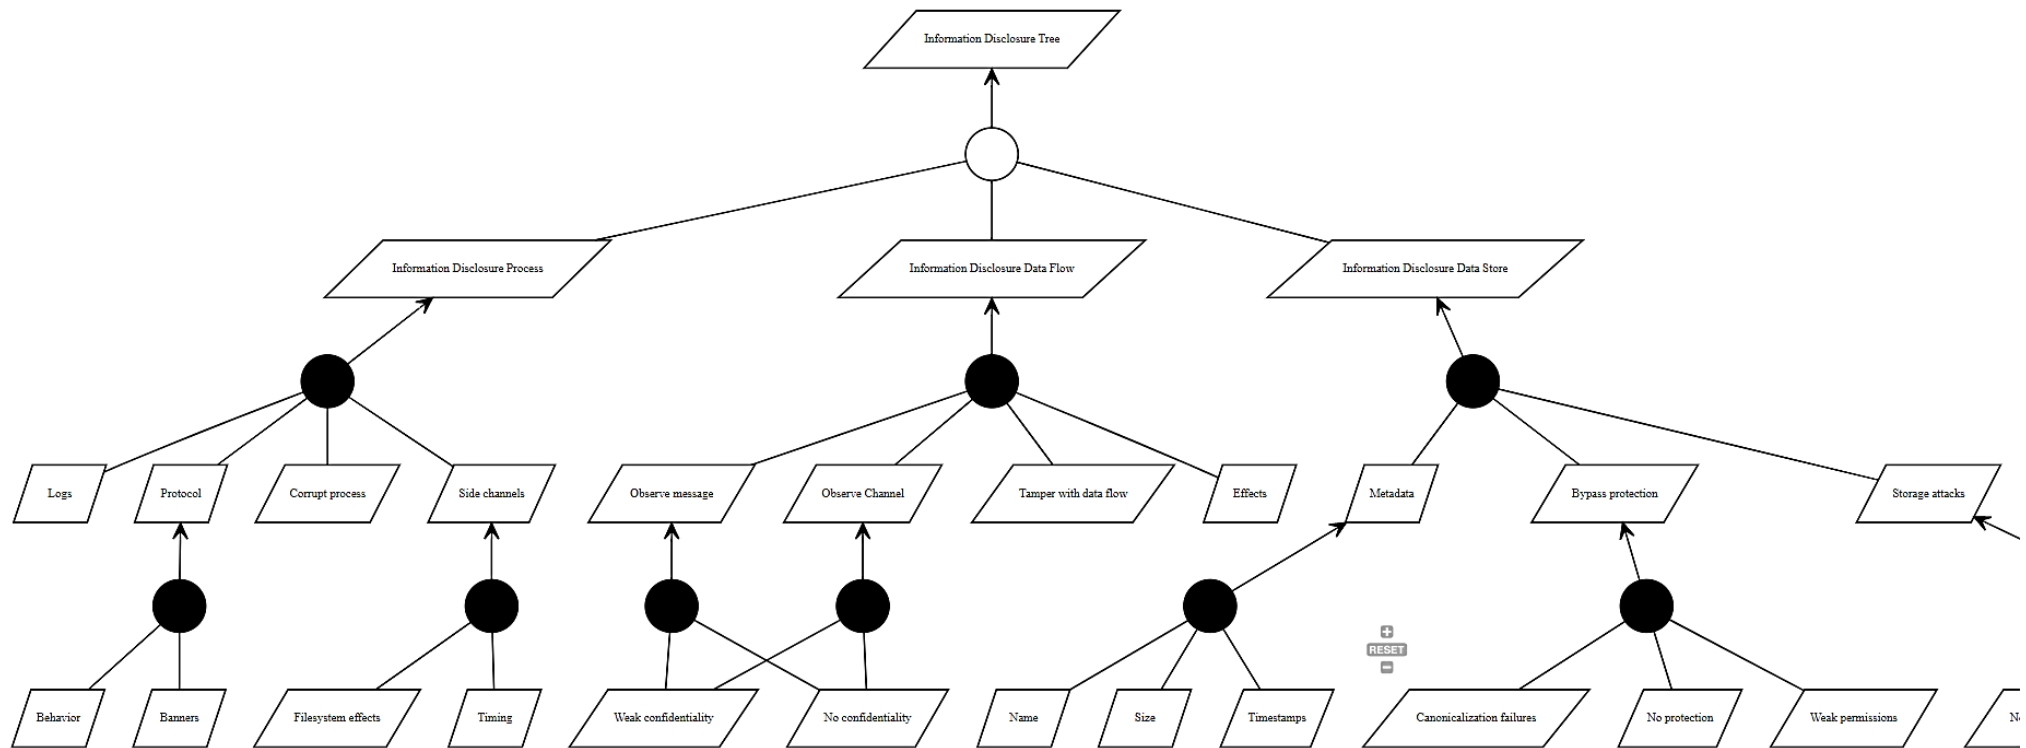 Information Disclosure Tree
Information Disclosure Process
Information Disclosure Data Flow
Information Disclosure Data Store
Logs
Protocol
Corrupt process
Side channels
Observe message
Observe Channel
Tamper with data flow
Effects
Metadata
Bypass protection
Storage attacks
RESET
Behavior
Banners
Filesystem effects
Timing
Weak confidentiality
No confidentiality
Name
Size
Timestamps
Canonicalization failures
No protection
Weak permissions